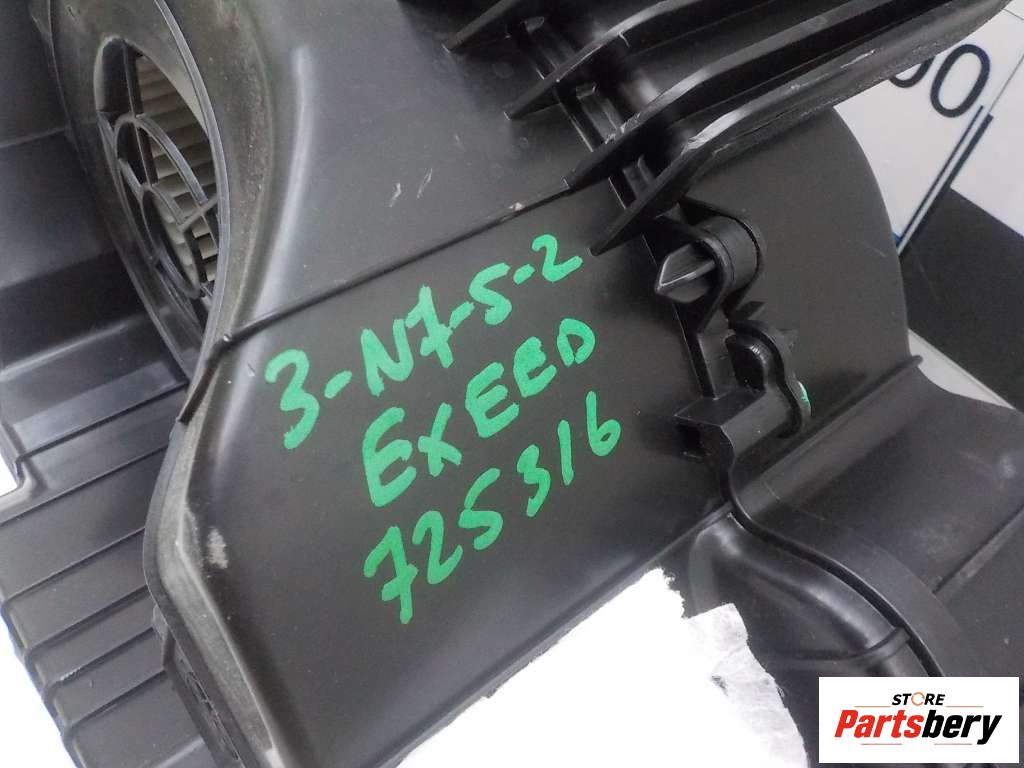 3-N7-5-2
EXEED
725316
STORE
Partsbery